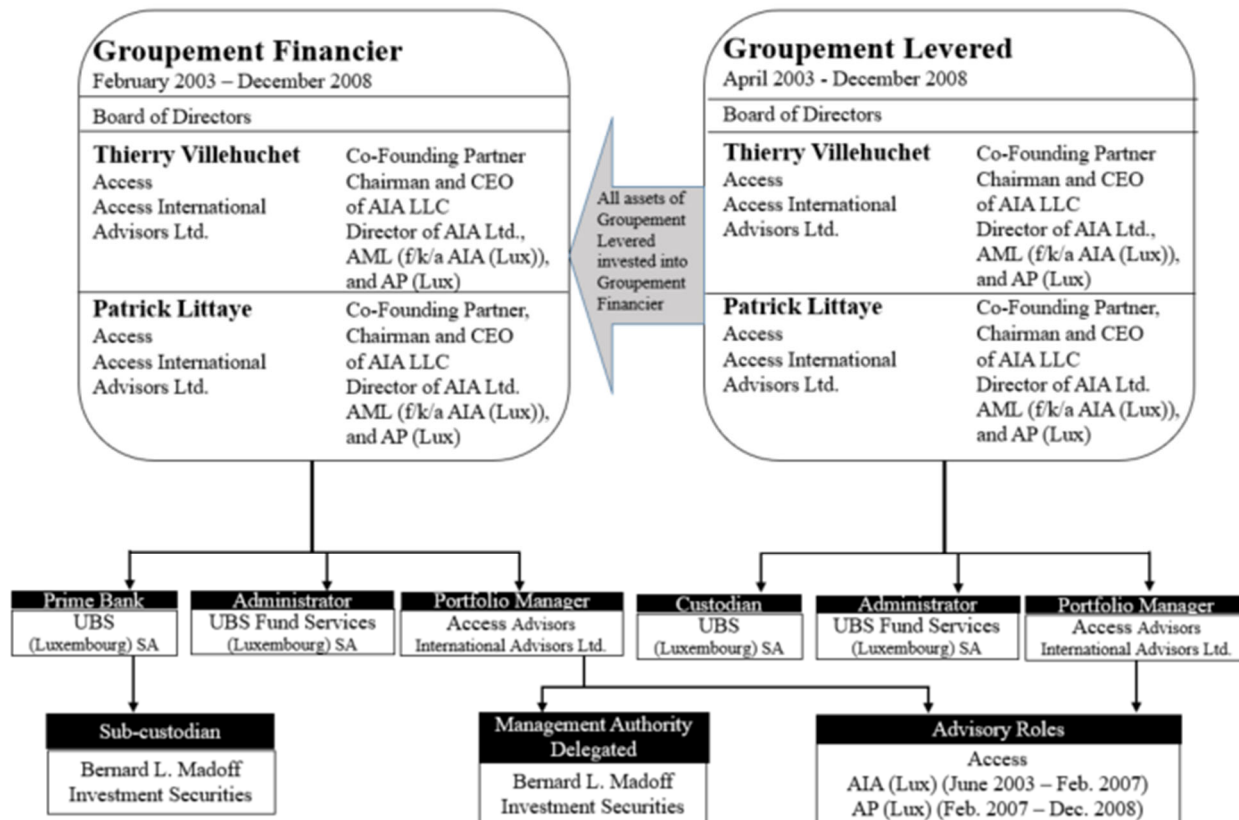 Groupement Financier
February 2003 – December 2008
Board of Directors
Thierry Villehuchet
Access
Access International
Advisors Ltd.
Co-Founding Partner
Chairman and CEO
of AIA LLC
Director of AIA Ltd.,
AML (f/k/a AIA (Lux)),
and AP (Lux)
Patrick Littaye
Access
Access International
Advisors Ltd.
Co-Founding Partner,
Chairman and CEO
of AIA LLC
Director of AIA Ltd.
AML (f/k/a AIA (Lux)),
and AP (Lux)
All assets of
Groupement
Levered
invested into
Groupement
Financier
Groupement Levered
April 2003 - December 2008
Board of Directors
Thierry Villehuchet
Access
Access International
Advisors Ltd.
Co-Founding Partner
Chairman and CEO
of AIA LLC
Director of AIA Ltd.,
AML (f/k/a AIA (Lux)),
and AP (Lux)
Patrick Littaye
Access
Access International
Advisors Ltd.
Co-Founding Partner,
Chairman and CEO
of AIA LLC
Director of AIA Ltd.
AML (f/k/a AIA (Lux)),
and AP (Lux)
Prime Bank
UBS
(Luxembourg) SA
Administrator
UBS Fund Services
(Luxembourg) SA
Portfolio Manager
Access Advisors
International Advisors Ltd.
Custodian
UBS
(Luxembourg) SA
Administrator
UBS Fund Services
(Luxembourg) SA
Portfolio Manager
Access Advisors
International Advisors Ltd.
Sub-custodian
Bernard L. Madoff
Investment Securities
Management Authority
Delegated
Bernard L. Madoff
Investment Securities
Advisory Roles
Access
AIA (Lux) (June 2003 – Feb. 2007)
AP (Lux) (Feb. 2007 – Dec. 2008)